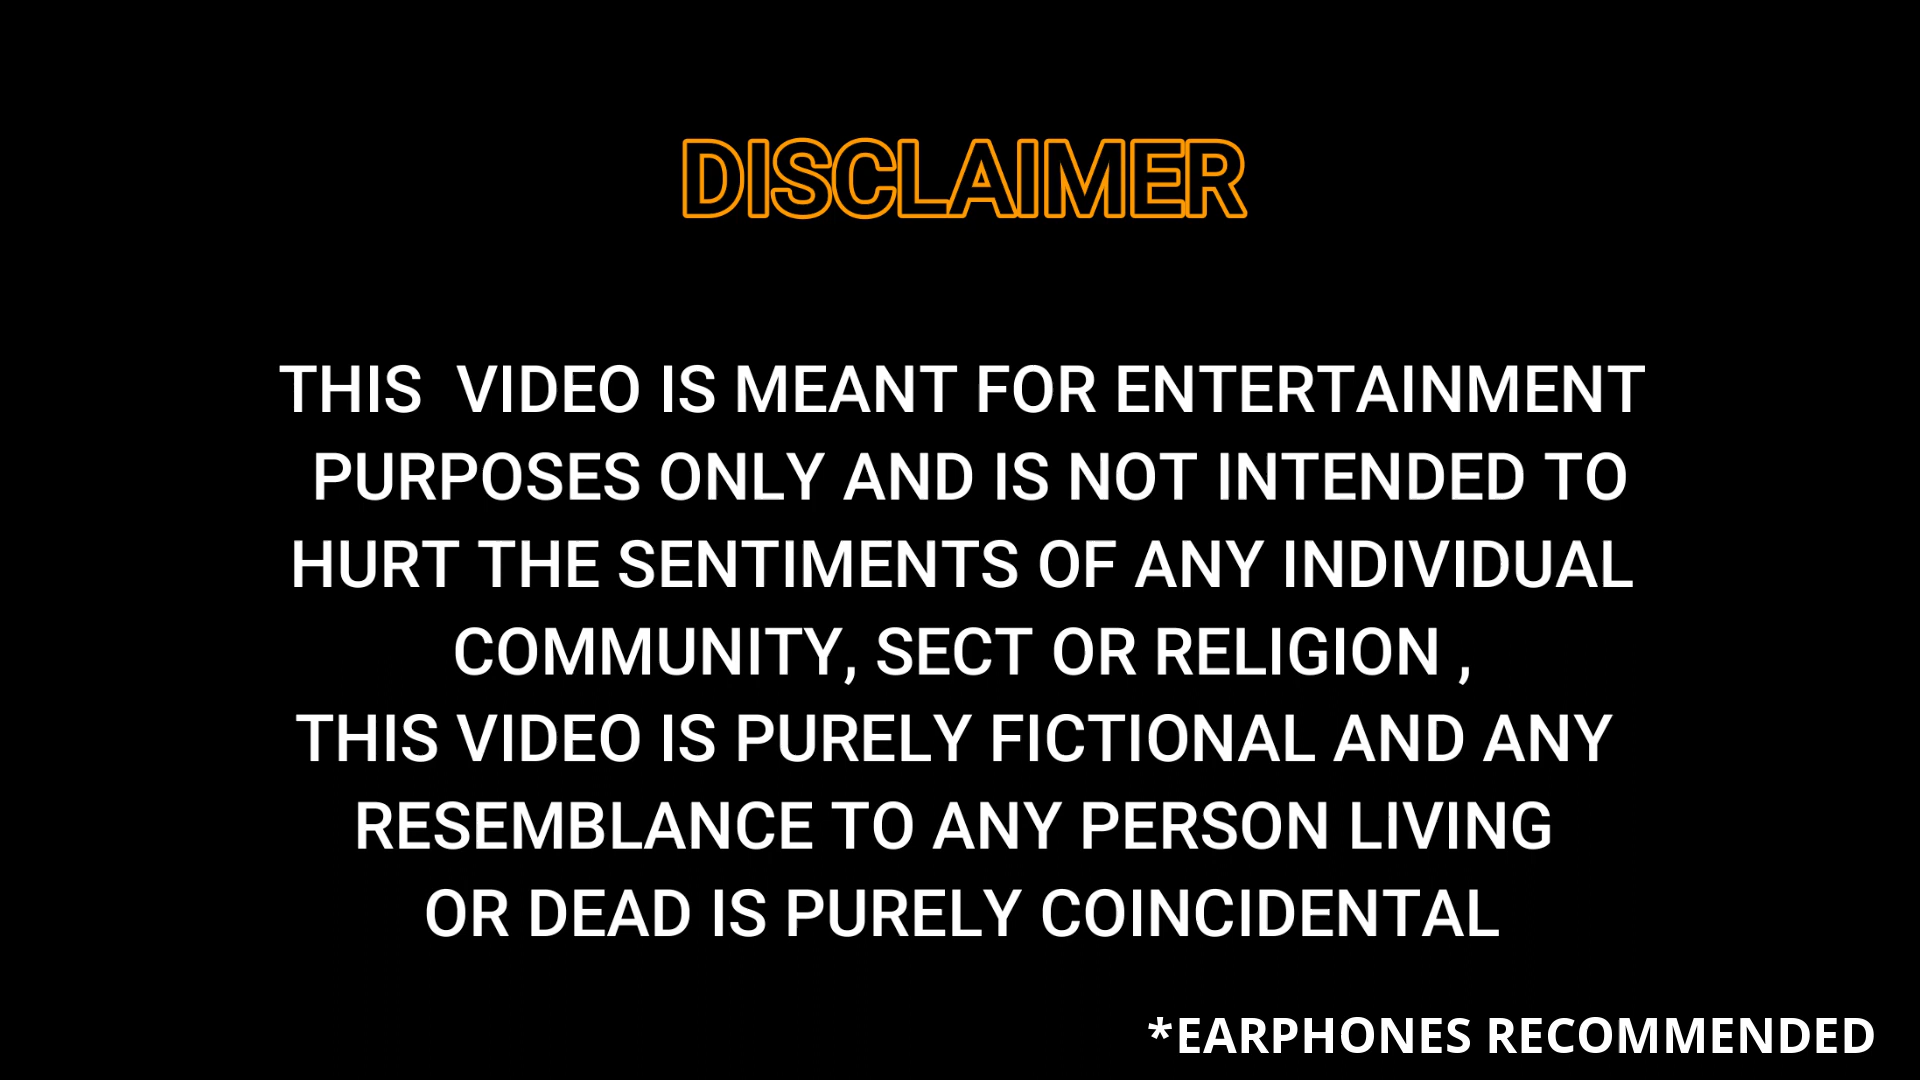 DISCLAIMER
THIS  VIDEO IS MEANT FOR ENTERTAINMENT
PURPOSES ONLY AND IS NOT INTENDED TO
HURT THE SENTIMENTS OF ANY INDIVIDUAL
COMMUNITY, SECT OR RELIGION ,
THIS VIDEO IS PURELY FICTIONAL AND ANY
RESEMBLANCE TO ANY PERSON LIVING
OR DEAD IS PURELY COINCIDENTAL
*EARPHONES RECOMMENDED